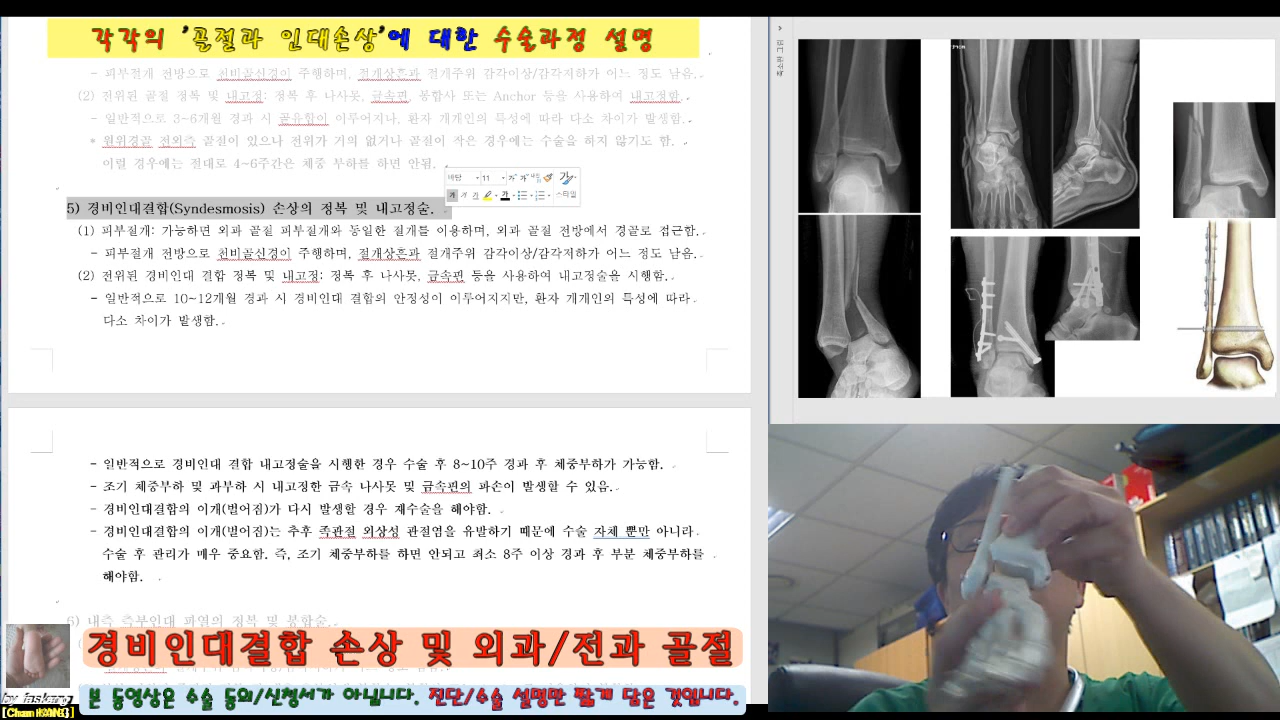 각각의 '골절과 인대손상'에 대한 수술과정 설명
- 피부절개 전방으로 천비골신경이 주행하며, 절개상흔과 절개주위 감각이상/감각저하가 어느 정도 남음.
(2) 전위된 골절 정복 및 내고정: 정복 후 나사못, 금속핀, 봉합사 또는 Anchor 등을 사용하여 내고정함.
- 일반적으로 3~6개월 경과 시 골유합이 이루어지나, 환자 개개인의 특성에 따라 다소 차이가 발생함.
* 원위경골 전외측 골절이 있으나 전위가 거의 없거나 골절이 작은 경우에는 수술을 하지 않기도 함.
이럴 경우에는 절대로 4~6주간은 체중 부하를 하면 안됨.
바탕 11 가 가
가 가 가 가 스타일
5) 경비인대결합(Syndesmosis) 손상의 정복 및 내고정술.
(1) 피부절개: 가능하면 외과 골절 피부절개와 동일한 절개를 이용하며, 외과 골절 전방에서 경골로 접근함.
- 피부절개 전방으로 천비골신경이 주행하며, 절개상흔과 절개주위 감각이상/감각저하가 어느 정도 남음.
(2) 전위된 경비인대 결합 정복 및 내고정: 정복 후 나사못, 금속핀 등을 사용하여 내고정술을 시행함.
- 일반적으로 10~12개월 경과 시 경비인대 결합의 안정성이 이루어지지만, 환자 개개인의 특성에 따라
다소 차이가 발생함.
- 일반적으로 경비인대 결합 내고정술을 시행한 경우 수술 후 8~10주 경과 후 체중부하가 가능함.
- 조기 체중부하 및 과부하 시 내고정한 금속 나사못 및 금속핀의 파손이 발생할 수 있음.
- 경비인대결합의 이개(벌어짐)가 다시 발생할 경우 재수술을 해야함.
- 경비인대결합의 이개(벌어짐)는 추후 족관절 외상성 관절염을 유발하기 때문에 수술 자체 뿐만 아니라
수술 후 관리가 매우 중요함. 즉, 조기 체중부하를 하면 안되고 최소 8주 이상 경과 후 부분 체중부하를
해야함.
6) 내측 측부인대 파열의 정복 및 봉합술.
경비인대결합 손상 및 외과/전과 골절
본 동영상은 수술 동의/신청서가 아닙니다. 진단/수술 설명만 짧게 담은 것입니다.